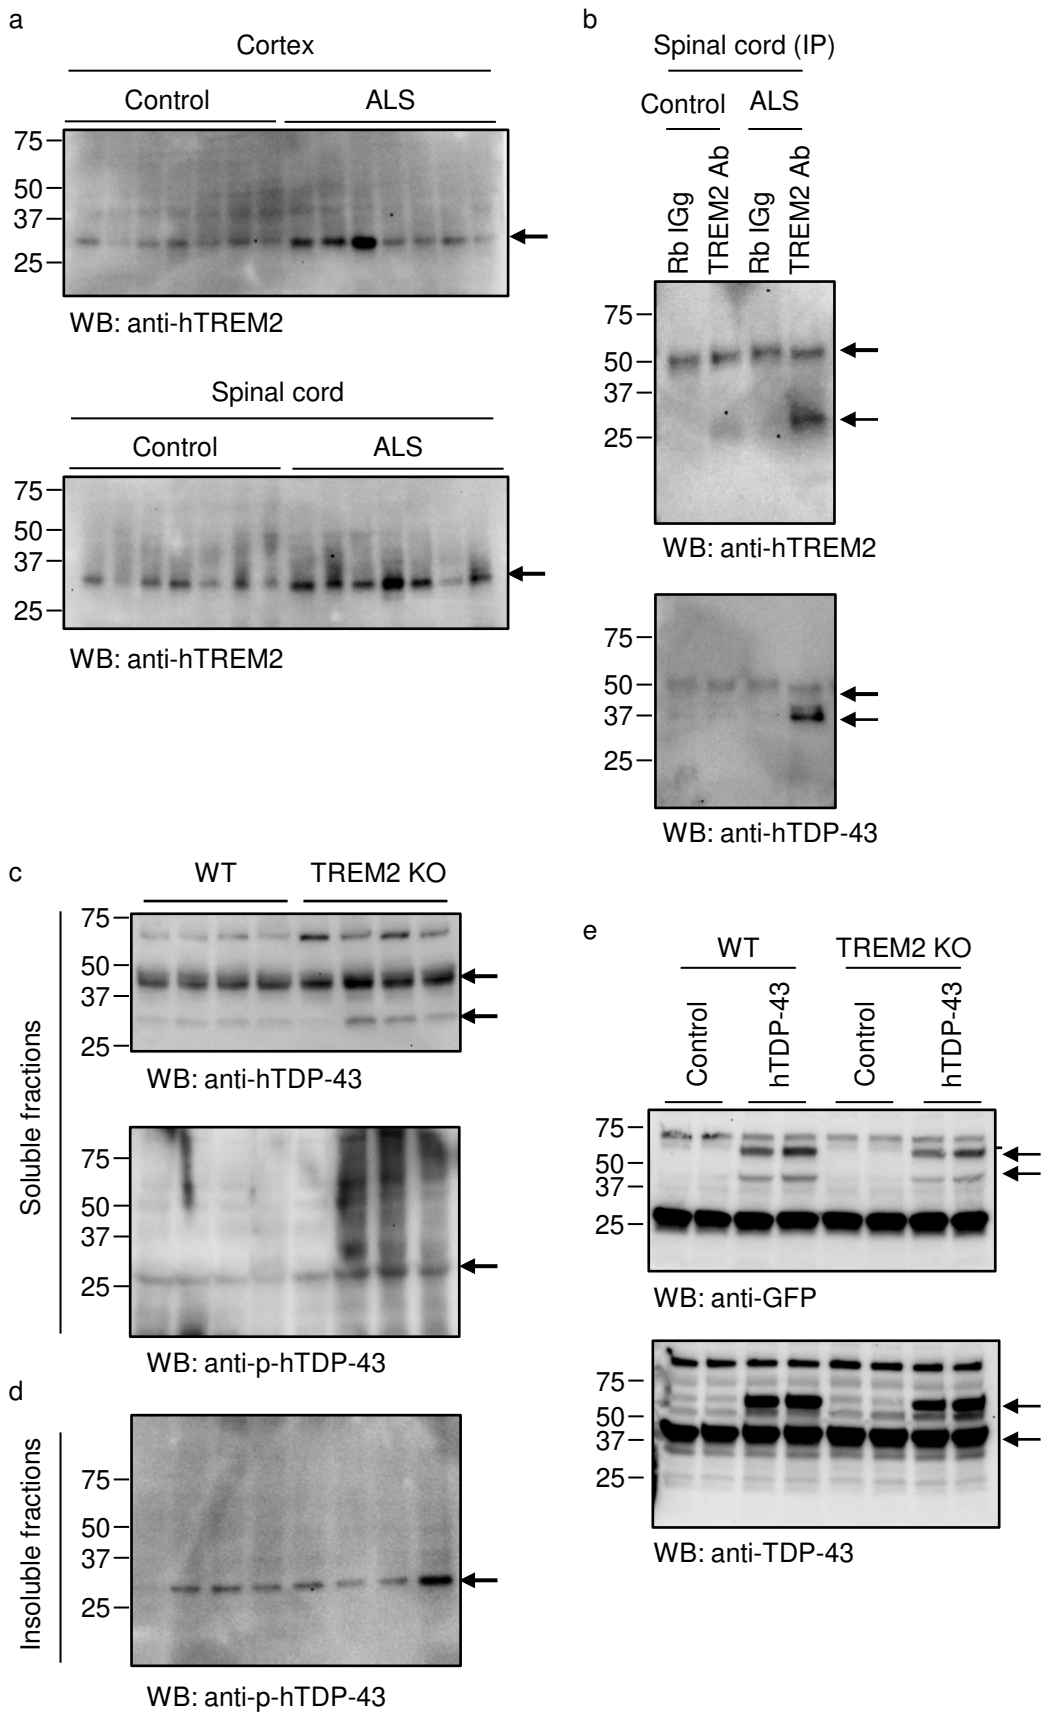 a
Cortex
Control ALS
75
50
37
25
WB: anti-hTREM2
Spinal cord
Control ALS
75
50
37
25
WB: anti-hTREM2
b
Spinal cord (IP)
Control ALS
Rb IGg TREM2 Ab Rb IGg TREM2 Ab
75
50
37
25
WB: anti-hTREM2
75
50
37
25
WB: anti-hTDP-43
c
WT TREM2 KO
Soluble fractions
75
50
37
25
WB: anti-hTDP-43
75
50
37
25
WB: anti-p-hTDP-43
d
Insoluble fractions
75
50
37
25
WB: anti-p-hTDP-43
e
WT TREM2 KO
Control hTDP-43 Control hTDP-43
75
50
37
25
WB: anti-GFP
75
50
37
25
WB: anti-TDP-43